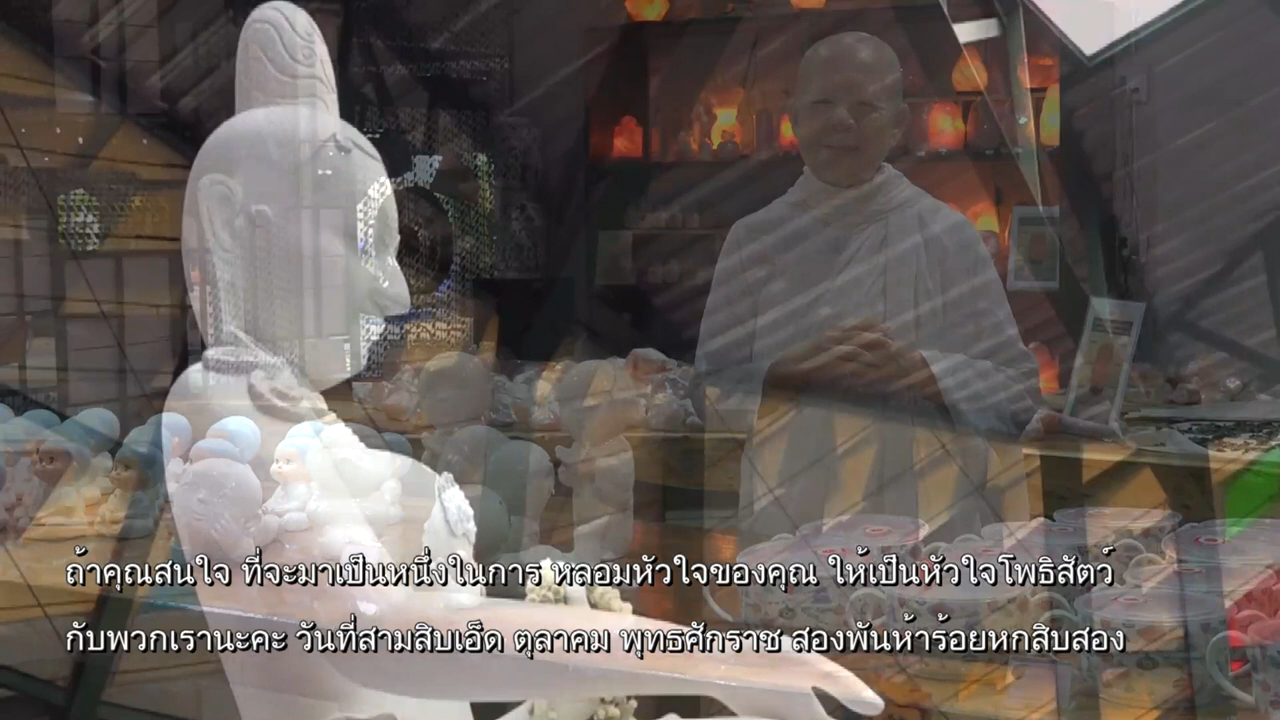 ถ้าคุณสนใจ ที่จะมาเป็นหนึ่งในการ หลอมหัวใจของคุณ ให้เป็นหัวใจโพธิสัตว์
กับพวกเรานะคะ วันที่สามสิบเอ็ด ตุลาคม พุทธศักราช สองพันห้าร้อยหกสิบสอง